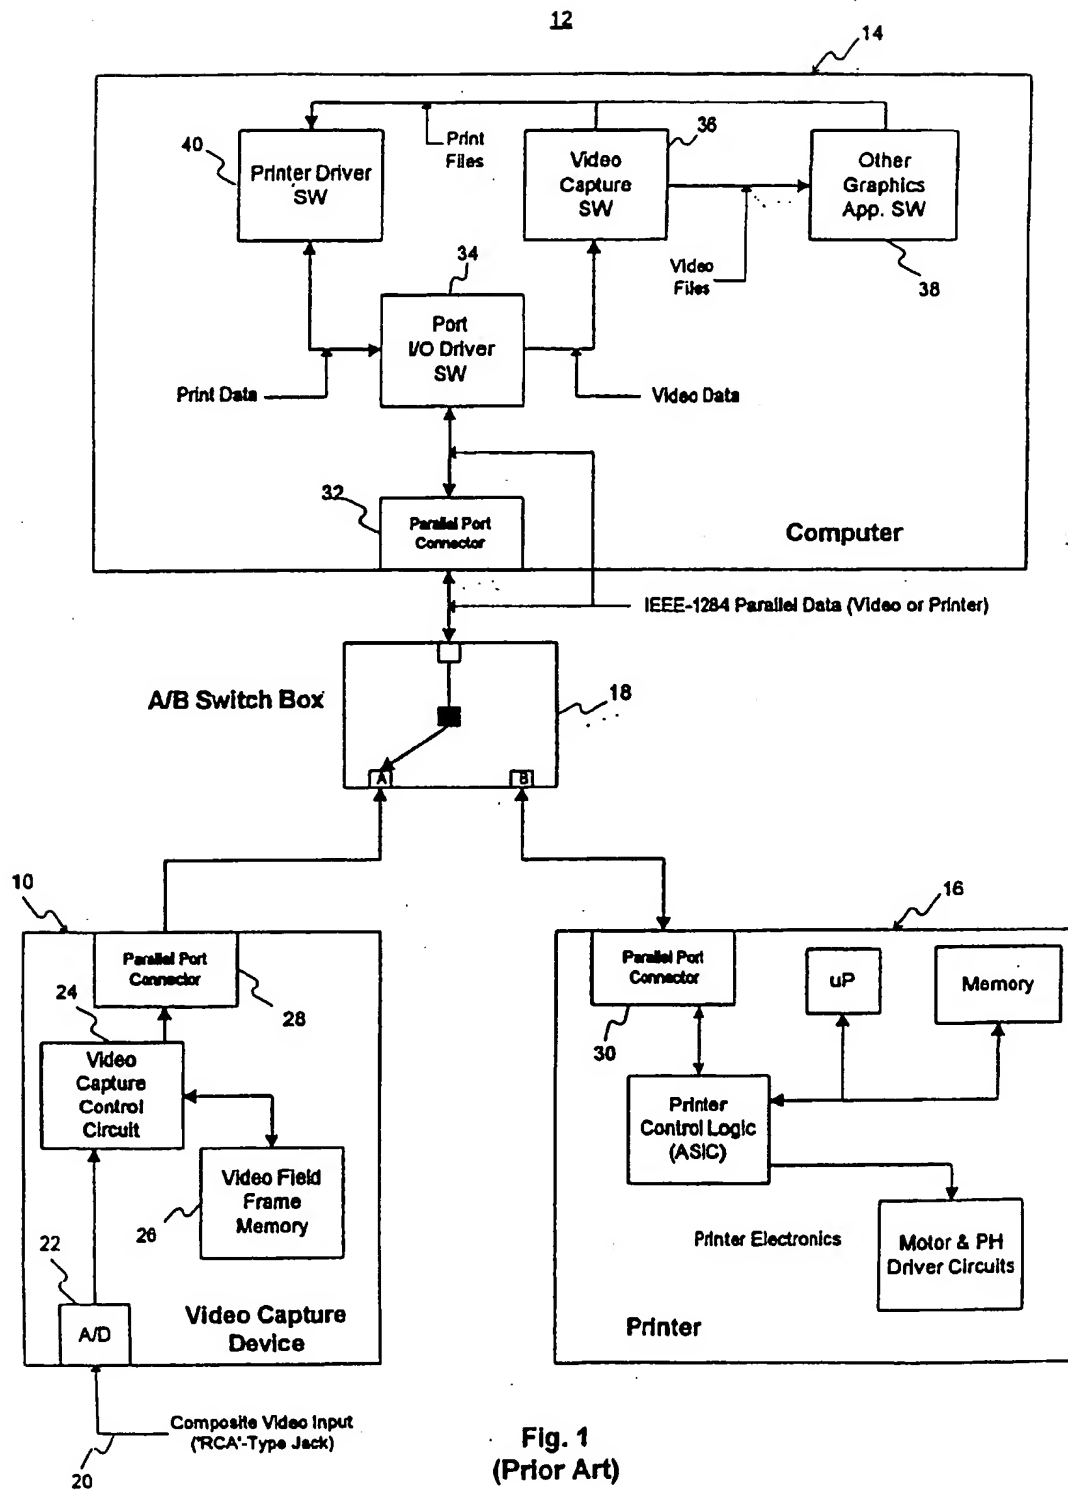 12
14
40
Printer Driver
SW
Print
Files
36
Video
Capture
SW
Other
Graphics
App. SW
Video
Files
38
34
Port
I/O Driver
SW
Print Data
Video Data
32
Parallel Port
Connector
Computer
IEEE-1284 Parallel Data (Video or Printer)
A/B Switch Box
18
A
B
10
16
Parallel Port
Connector
28
24
Video
Capture
Control
Circuit
Video Field
Frame
Memory
26
22
A/D
Video Capture
Device
Composite Video Input
("RCA"-Type Jack)
20
Parallel Port
Connector
30
uP
Memory
Printer
Control Logic
(ASIC)
Printer Electronics
Motor & PH
Driver Circuits
Printer
Fig. 1
(Prior Art)